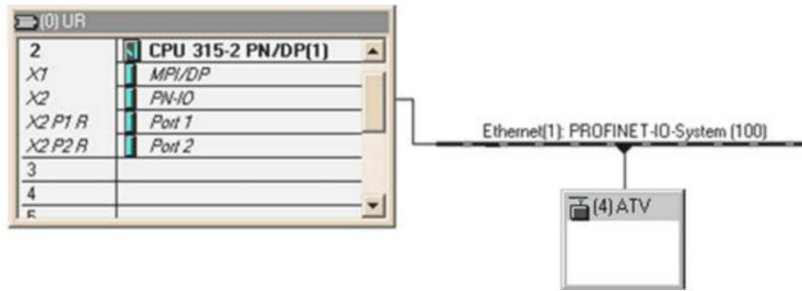 (0) UR
2 CPU 315-2 PN/DP(1)
X1 MPI/DP
X2 PN-IO
X2 P1 R Port 1
X2 P2 R Port 2
3
4
5
Ethernet(1): PROFINET-IO-System (100)
(4) ATV